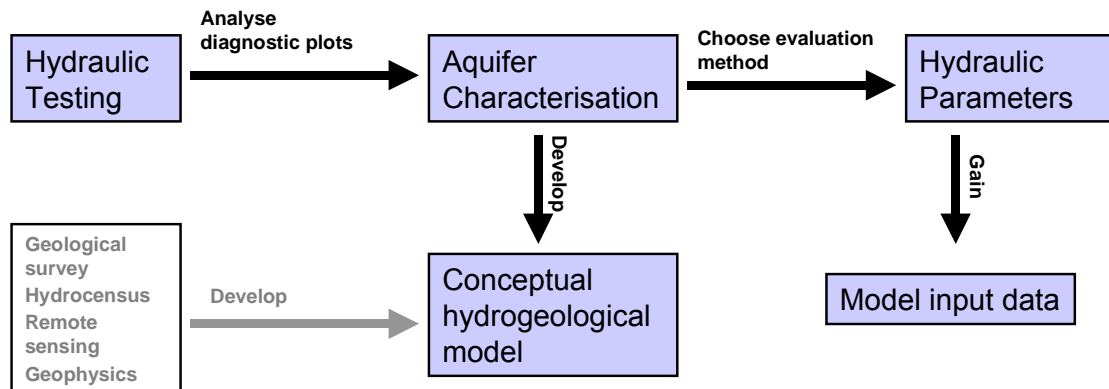 Analyse
diagnostic plots
Choose evaluation
method
Hydraulic
Testing
Aquifer
Characterisation
Hydraulic
Parameters
Develop
Gain
Geological
survey
Hydrocensus
Remote
sensing
Geophysics
Develop
Conceptual
hydrogeological
model
Model input data